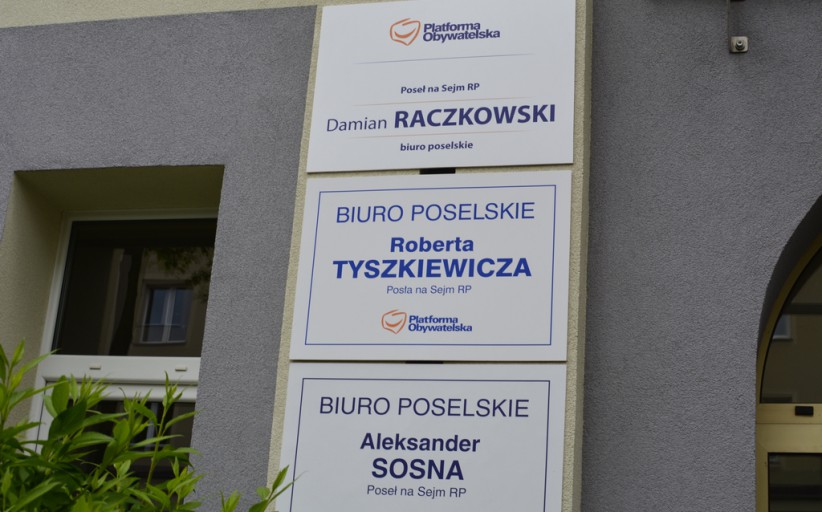 Platforma
Obywatelska
Poseł na Sejm RP
Damian RACZKOWSKI
biuro poselskie
BIURO POSELSKIE
Roberta
TYSZKIEWICZA
Posła na Sejm RP
Platforma
Obywatelska
BIURO POSELSKIE
Aleksander
SOSNA
Poseł na Sejm RP